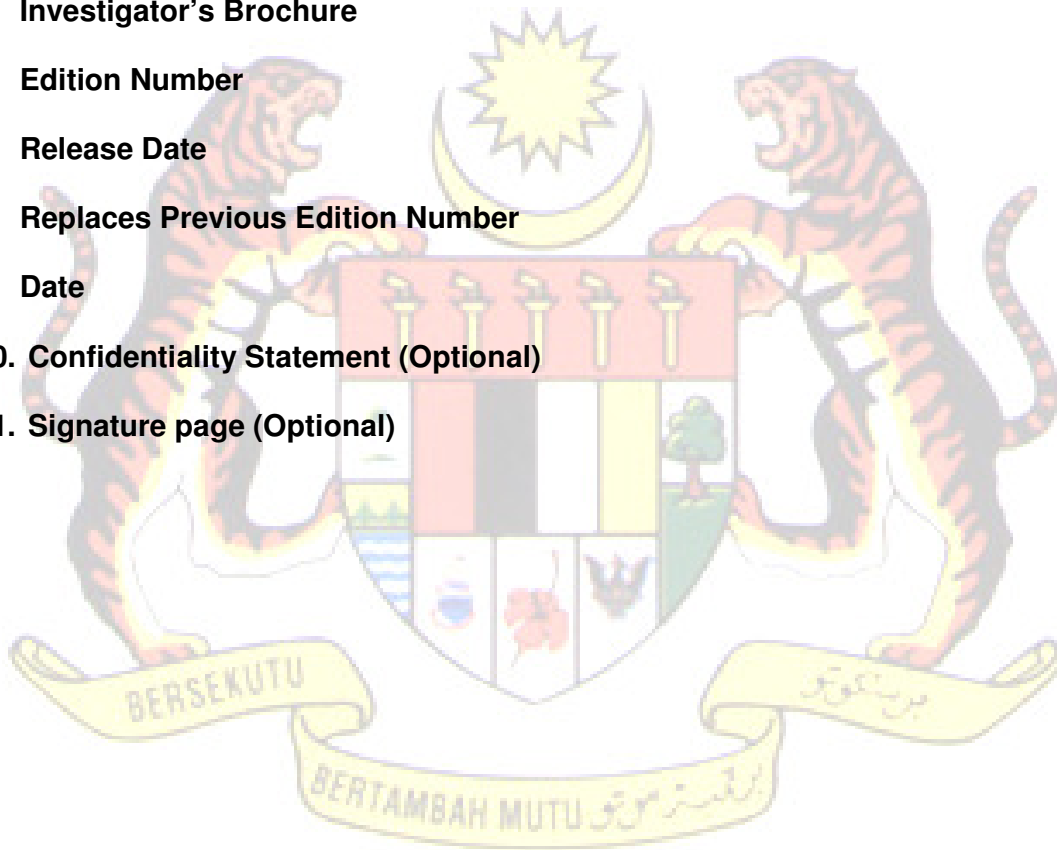 Investigator’s Brochure
Edition Number
Release Date
Replaces Previous Edition Number
Date
0. Confidentiality Statement (Optional)
1. Signature page (Optional)
BERSEKUTU
BERTAMBAH MUTU